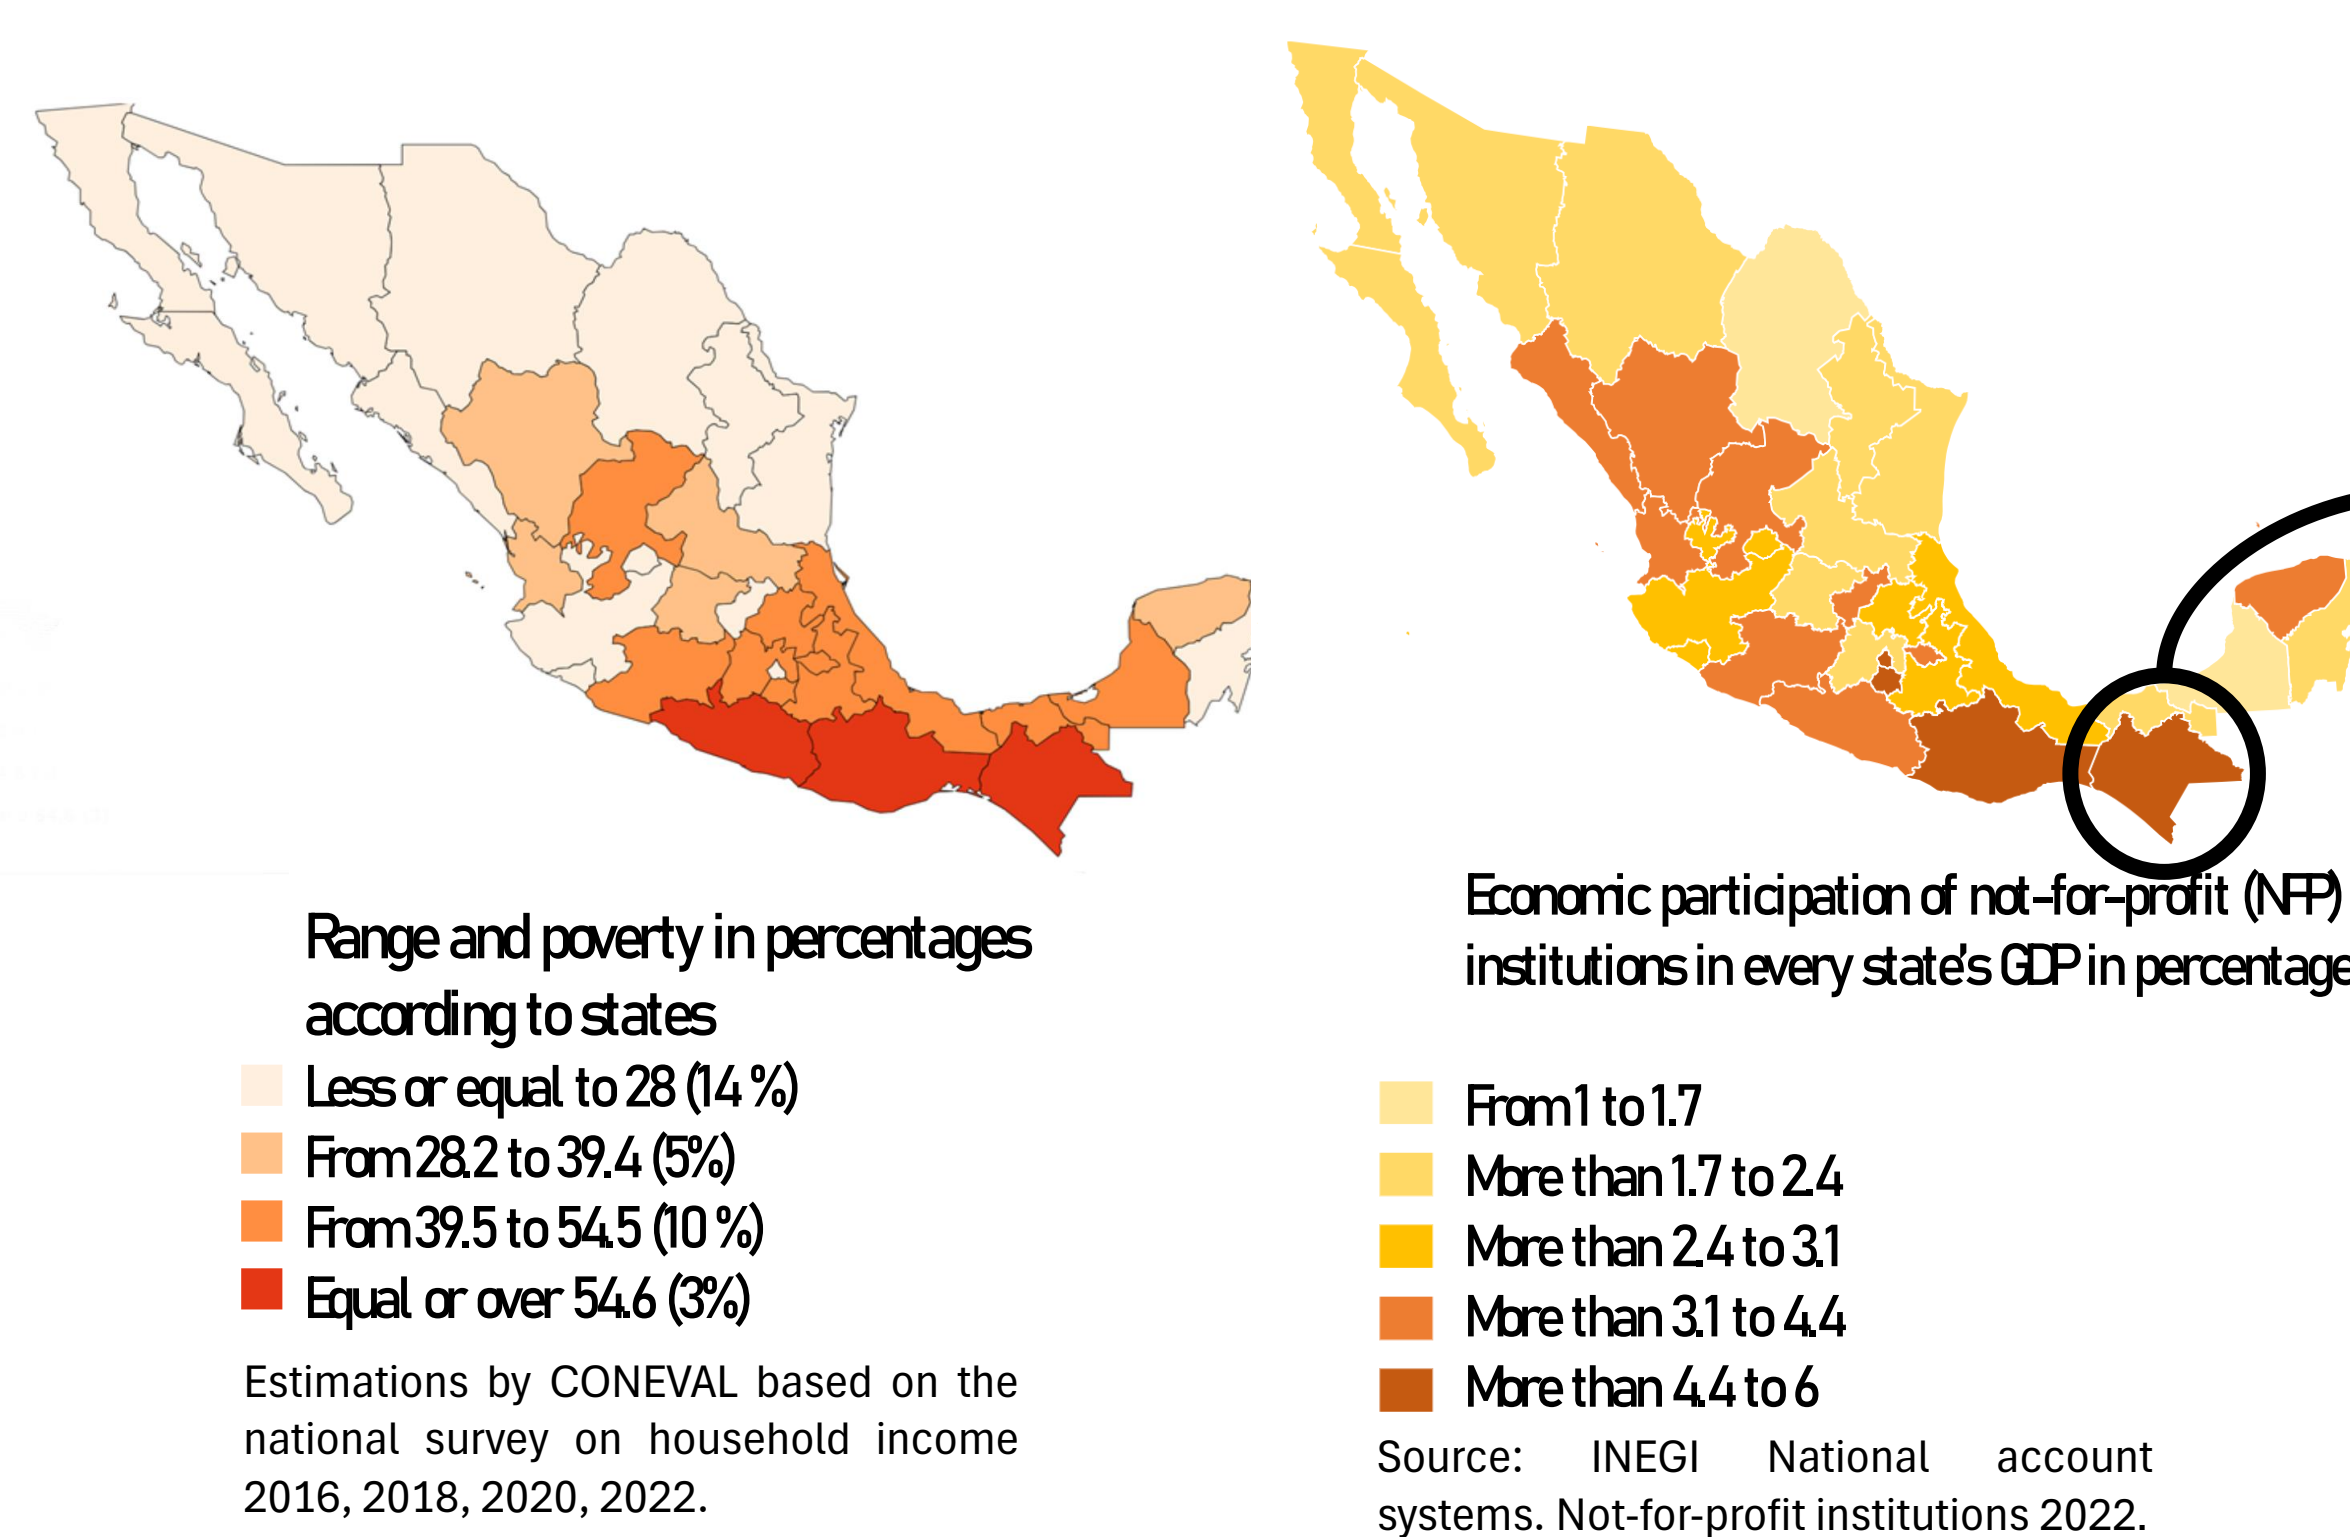 Range and poverty in percentages
according to states
Less or equal to 28 (14 %)
From 28.2 to 39.4 (5%)
From 39.5 to 54.5 (10 %)
Equal or over 54.6 (3%)
Estimations by CONEVAL based on the
national survey on household income
2016, 2018, 2020, 2022.
Economic participation of not-for-profit (NFP)
institutions in every state's GDP in percentage
From 1 to 1.7
More than 1.7 to 2.4
More than 2.4 to 3.1
More than 3.1 to 4.4
More than 4.4 to 6
Source: INEGI National account
systems. Not-for-profit institutions 2022.